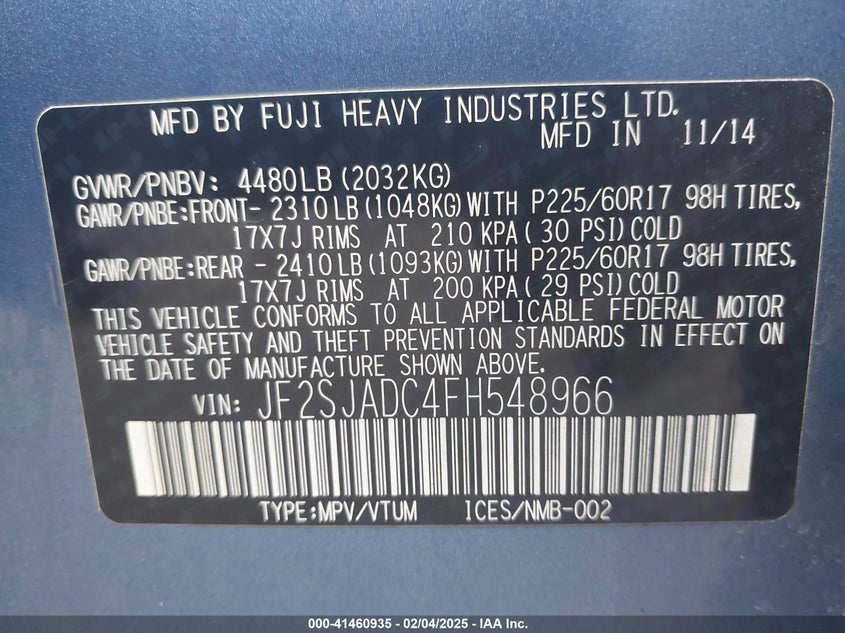 MFD BY FUJI HEAVY INDUSTRIES LTD.
MFD IN 11/14
GVWR/PNBV: 4480LB (2032KG)
GAWR/PNBE:FRONT- 2310LB (1048KG) WITH P225/60R17 98H TIRES,
17X7J RIMS AT 210 KPA (30 PSI) COLD
GAWR/PNBE:REAR - 2410LB (1093KG) WITH P225/60R17 98H TIRES,
17X7J RIMS AT 200 KPA (29 PSI) COLD
THIS VEHICLE CONFORMS TO ALL APPLICABLE FEDERAL MOTOR
VEHICLE SAFETY AND THEFT PREVENTION STANDARDS IN EFFECT ON
THE DATE OF MANUFACTURE SHOWN ABOVE.
VIN: JF2SJADC4FH548966
TYPE:MPV/VTUM ICES/NMB-002
000-41460935 - 02/04/2025 - IAA Inc.